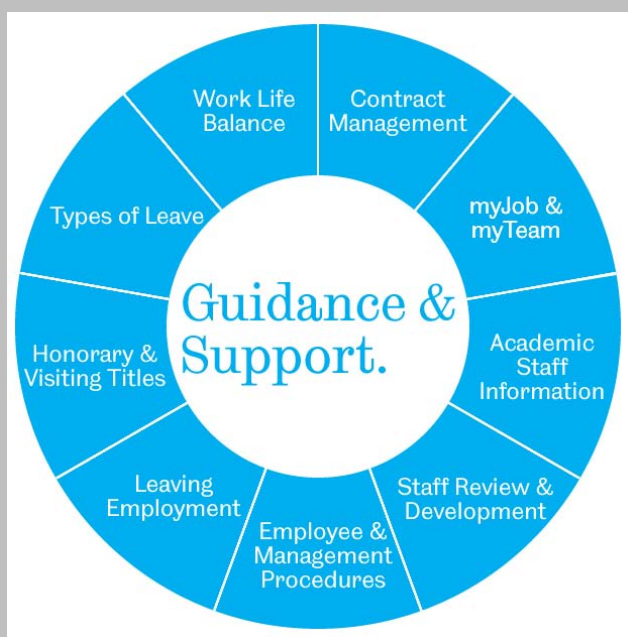 Guidance &
Support.
Contract
Management
myJob &
myTeam
Academic
Staff
Information
Staff Review &
Development
Employee &
Management
Procedures
Leaving
Employment
Honorary &
Visiting Titles
Types of Leave
Work Life
Balance